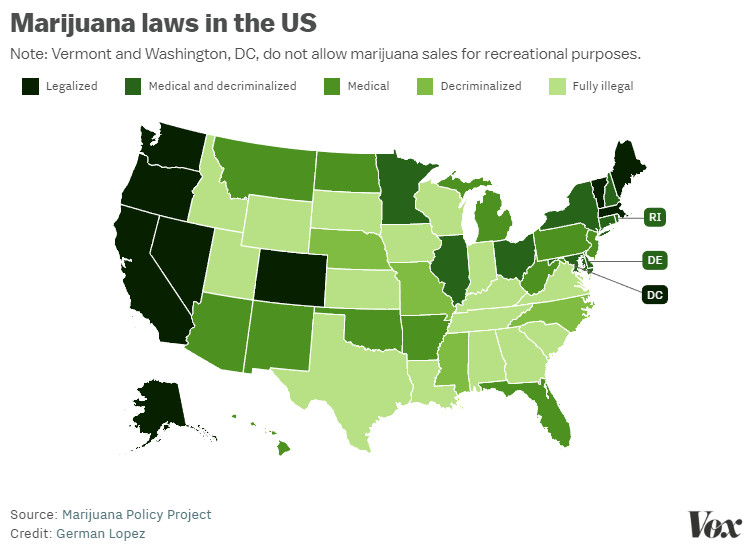 Marijuana laws in the US
Note: Vermont and Washington, DC, do not allow marijuana sales for recreational purposes.
Legalized Medical and decriminalized Medical Decriminalized Fully illegal
RI
DE
DC
Source: Marijuana Policy Project
Credit: German Lopez
Vox